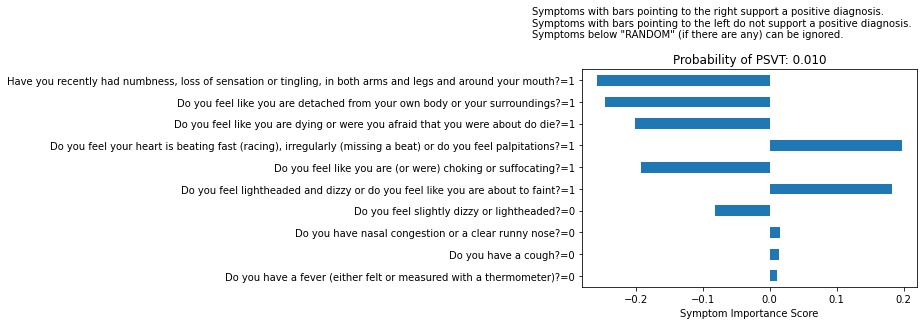 Symptoms with bars pointing to the right support a positive diagnosis.
Symptoms with bars pointing to the left do not support a positive diagnosis.
Symptoms below "RANDOM" (if there are any) can be ignored.
Probability of PSVT: 0.010
Have you recently had numbness, loss of sensation or tingling, in both arms and legs and around your mouth?=1
Do you feel like you are detached from your own body or your surroundings?=1
Do you feel like you are dying or were you afraid that you were about do die?=1
Do you feel your heart is beating fast (racing), irregularly (missing a beat) or do you feel palpitations?=1
Do you feel like you are (or were) choking or suffocating?=1
Do you feel lightheaded and dizzy or do you feel like you are about to faint?=1
Do you feel slightly dizzy or lightheaded?=0
Do you have nasal congestion or a clear runny nose?=0
Do you have a cough?=0
Do you have a fever (either felt or measured with a thermometer)?=0
−0.2 −0.1 0.0 0.1 0.2
Symptom Importance Score